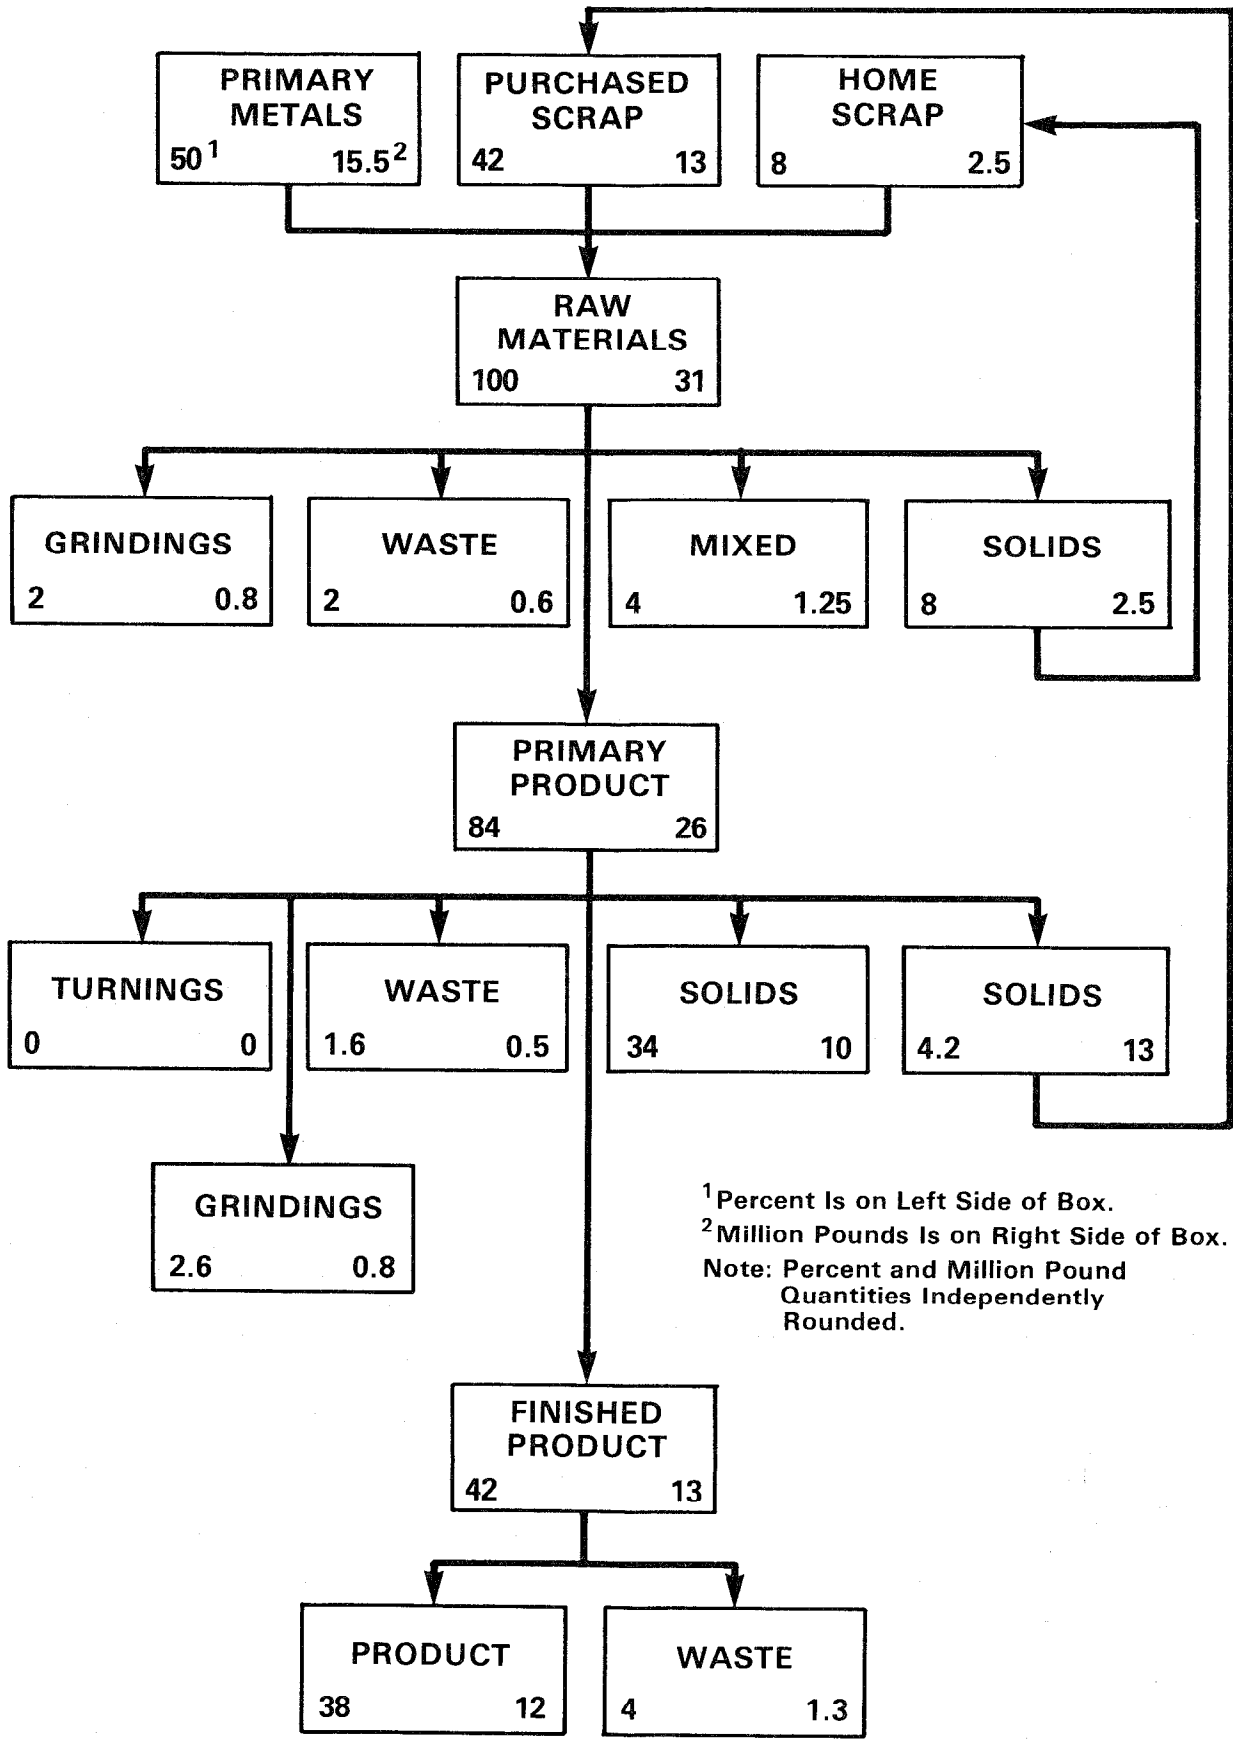 PRIMARY
METALS
50¹ 15.5²
PURCHASED
SCRAP
42 13
HOME
SCRAP
8 2.5
RAW
MATERIALS
100 31
GRINDINGS
2 0.8
WASTE
2 0.6
MIXED
4 1.25
SOLIDS
8 2.5
PRIMARY
PRODUCT
84 26
TURNINGS
0 0
WASTE
1.6 0.5
SOLIDS
34 10
SOLIDS
4.2 13
GRINDINGS
2.6 0.8
¹Percent Is on Left Side of Box.
²Million Pounds Is on Right Side of Box.
Note: Percent and Million Pound
Quantities Independently
Rounded.
FINISHED
PRODUCT
42 13
PRODUCT
38 12
WASTE
4 1.3